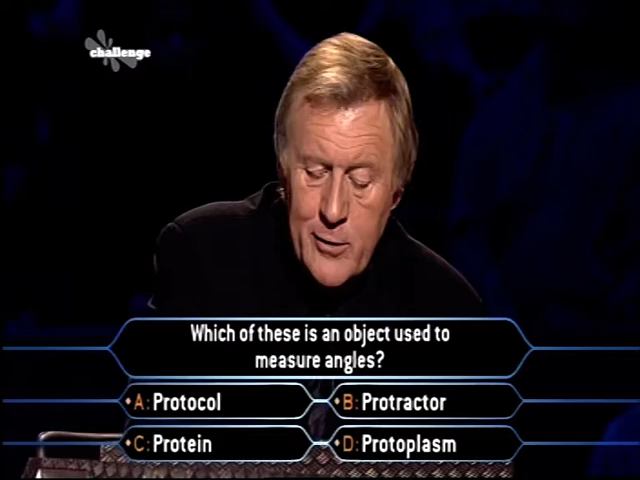 challenge
Which of these is an object used to
measure angles?
A: Protocol
B: Protractor
C: Protein
D: Protoplasm